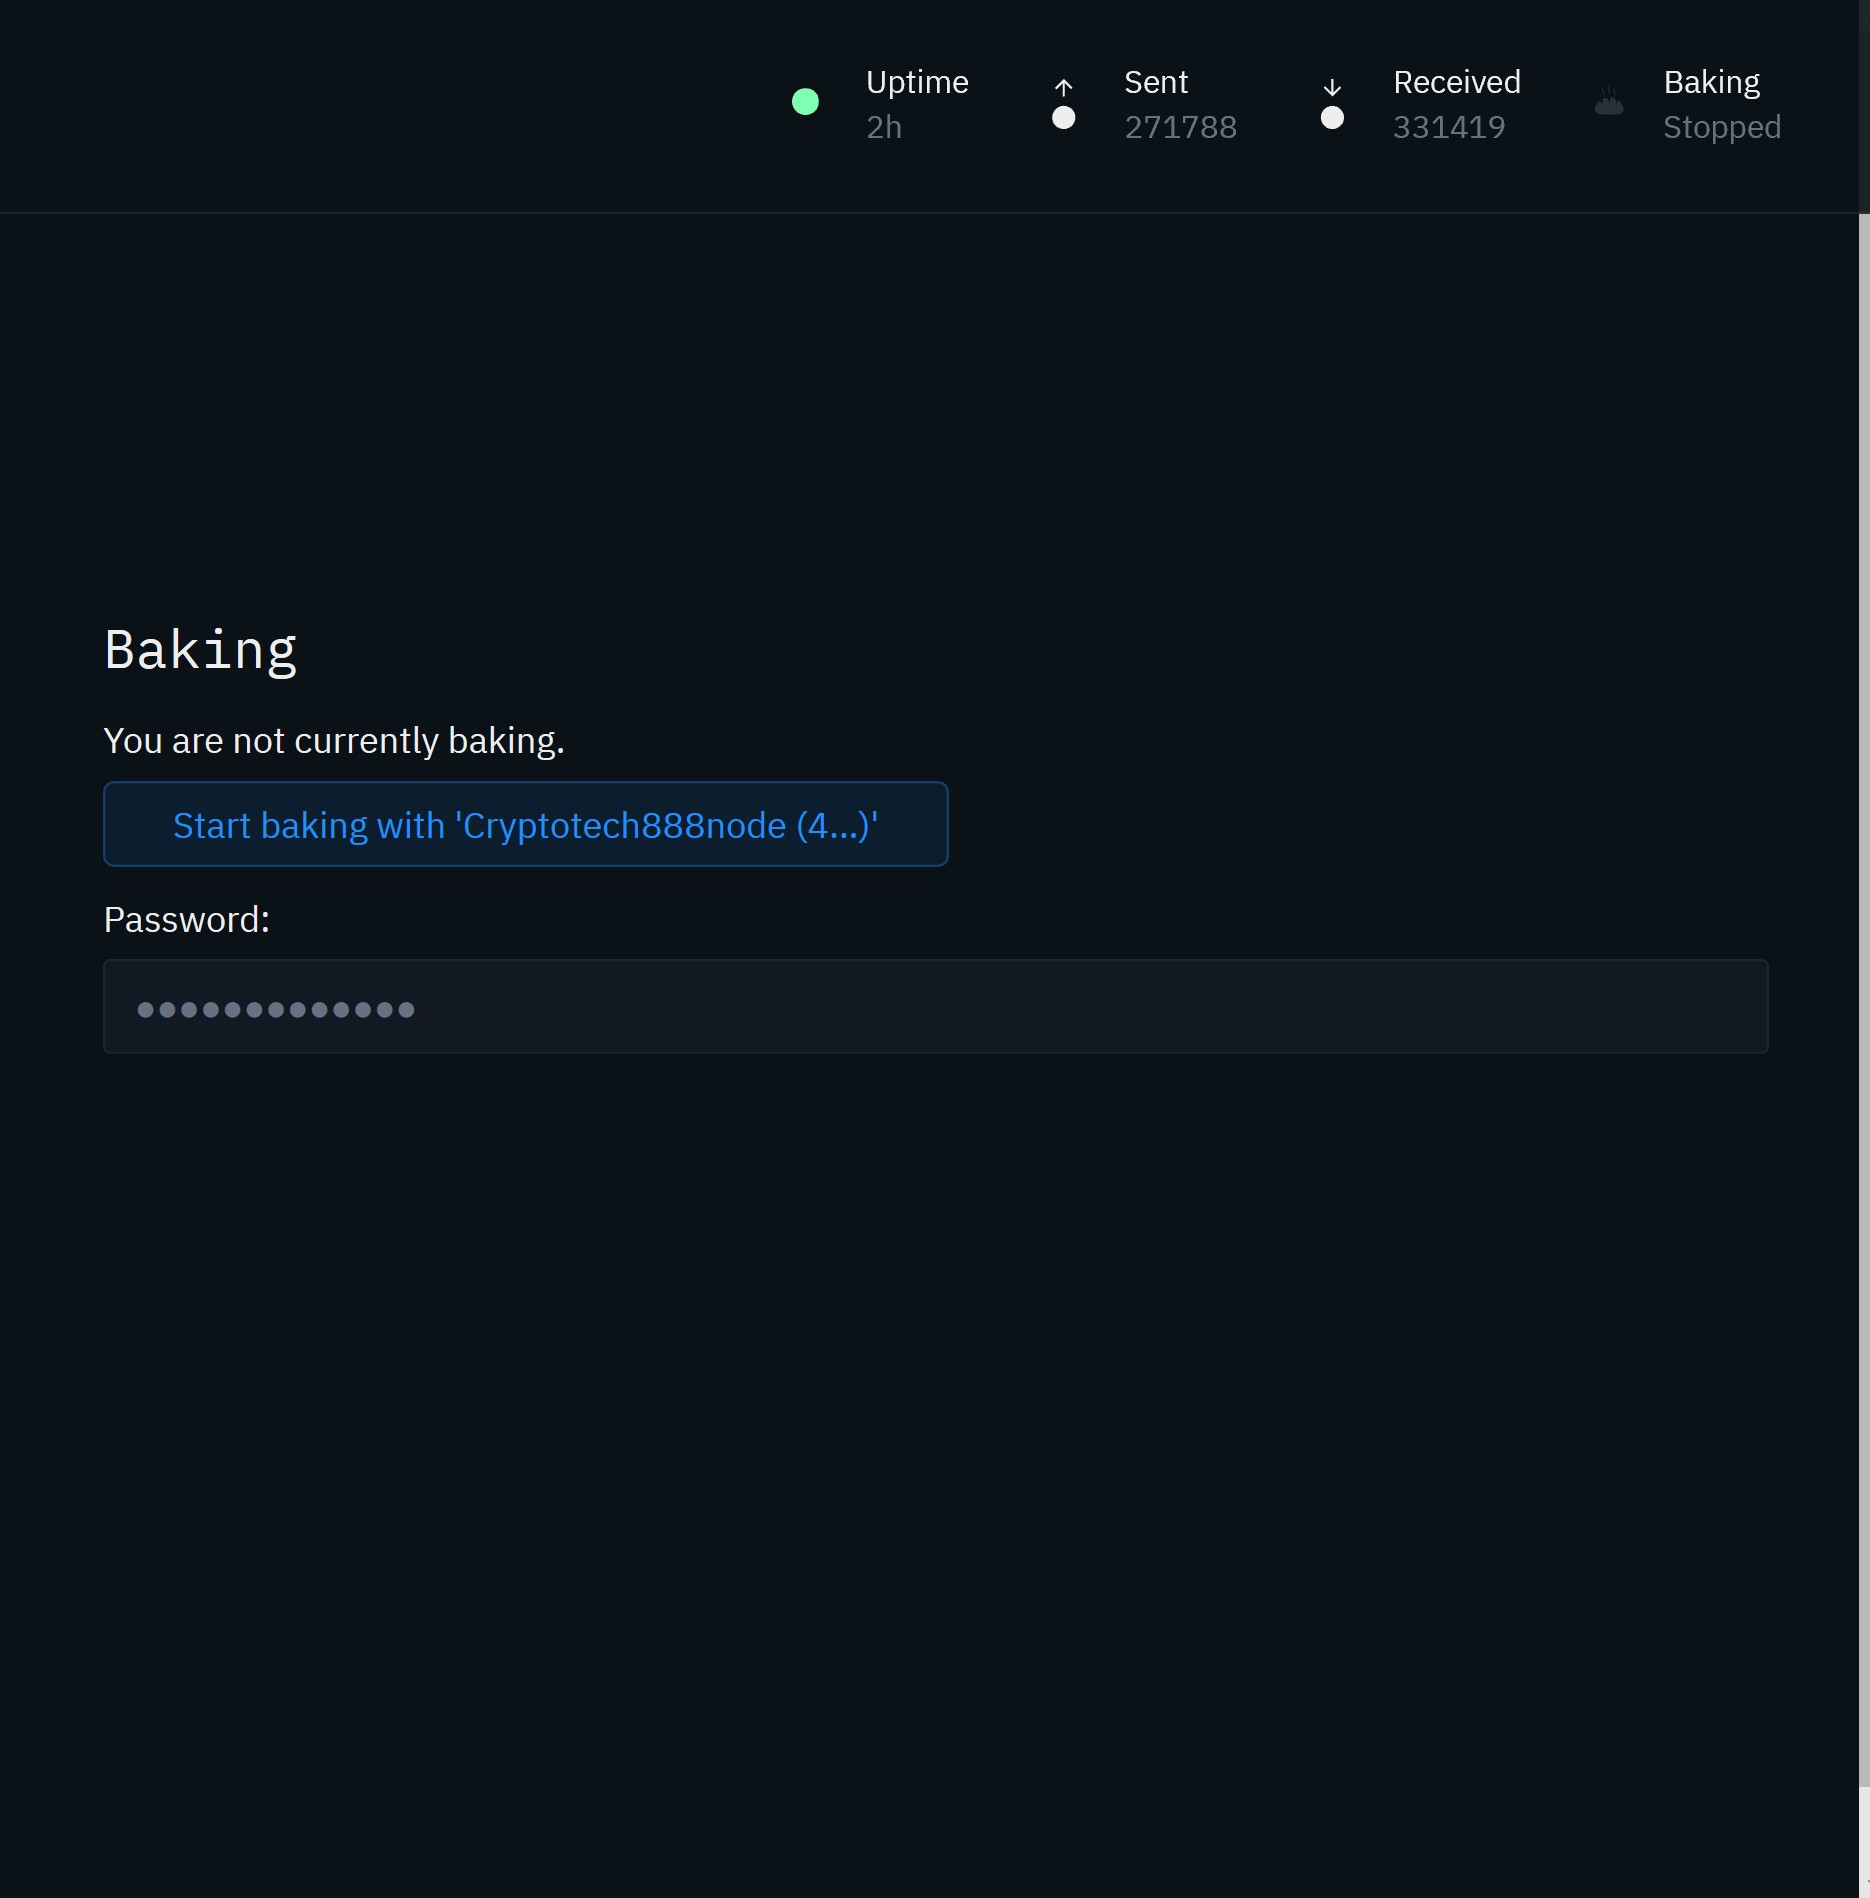 Uptime
2h
↑
Sent
271788
↓
Received
331419
Baking
Stopped
Baking
You are not currently baking.
Start baking with 'Cryptotech888node (4...)'
Password:
●●●●●●●●●●●●●